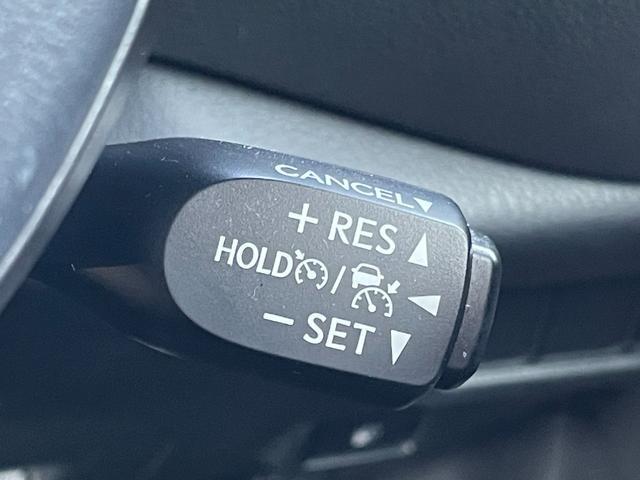 CANCEL▼
+ RES ▲
HOLD / ◀
− SET ▼